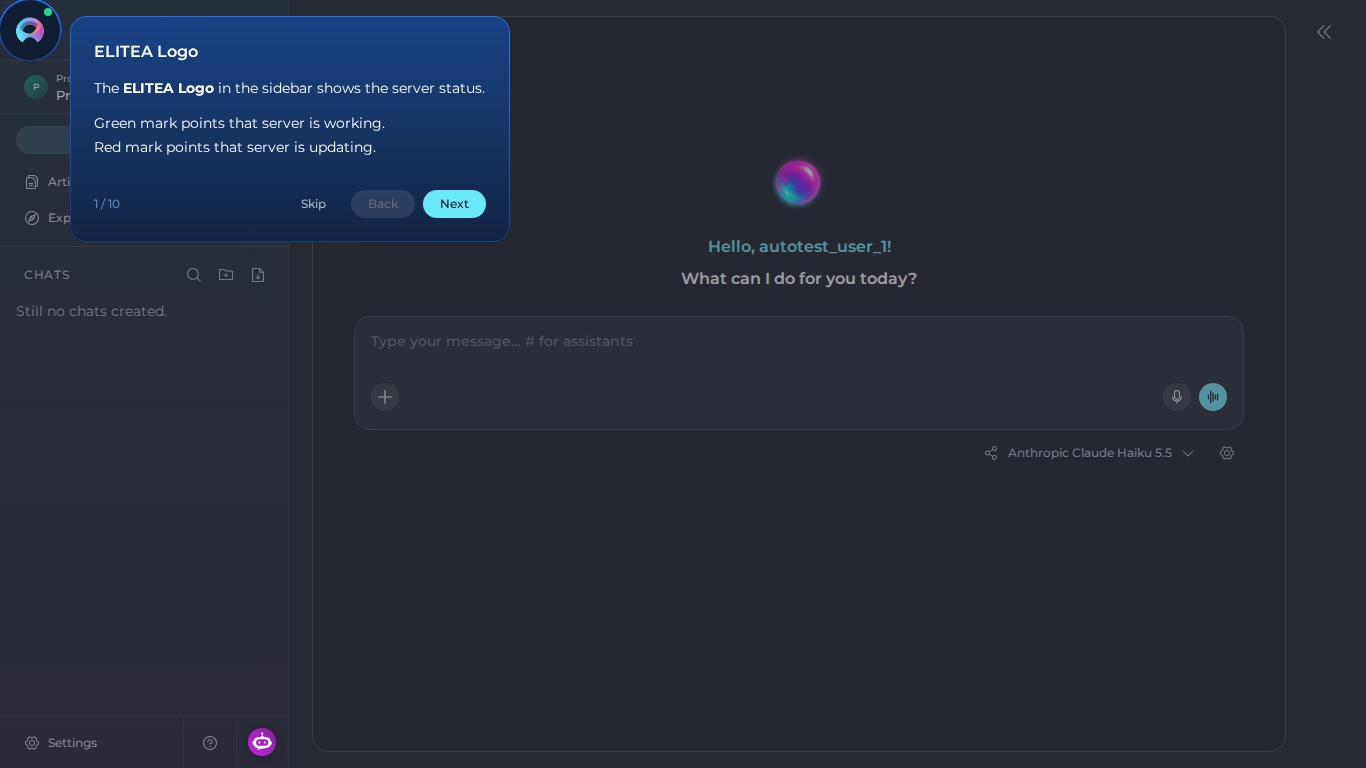 ELITEA Logo
The ELITEA Logo in the sidebar shows the server status.
Green mark points that server is working.
Red mark points that server is updating.
1 / 10
Skip
Back
Next
P
CHATS
Still no chats created.
Hello, autotest_user_1!
What can I do for you today?
Type your message... # for assistants
Anthropic Claude Haiku 5.5
Settings